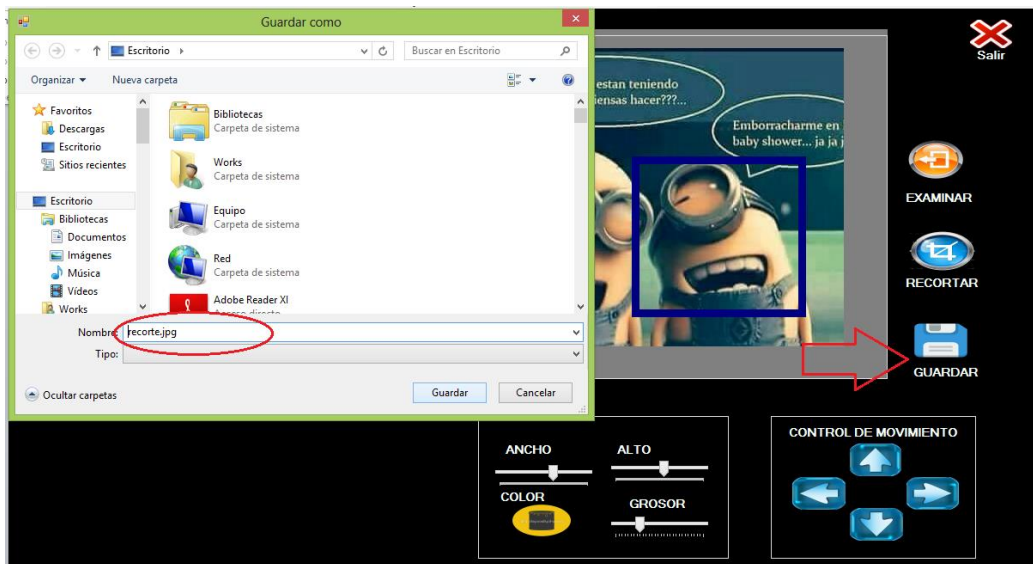 Guardar como
Salir
Escritorio
Buscar en Escritorio
Organizar
Nueva carpeta
Favoritos
Descargas
Escritorio
Sitios recientes
Escritorio
Bibliotecas
Documentos
Imágenes
Música
Vídeos
Works
Bibliotecas
Carpeta de sistema
Works
Carpeta de sistema
Equipo
Carpeta de sistema
Red
Carpeta de sistema
Adobe Reader XI
Acceso directo
Nombre: recorte.jpg
Tipo:
Ocultar carpetas
Guardar
Cancelar
estan teniendo
iensas hacer???...
Emborracharme en
baby shower... ja ja j
EXAMINAR
RECORTAR
GUARDAR
ANCHO
ALTO
COLOR
GROSOR
CONTROL DE MOVIMIENTO